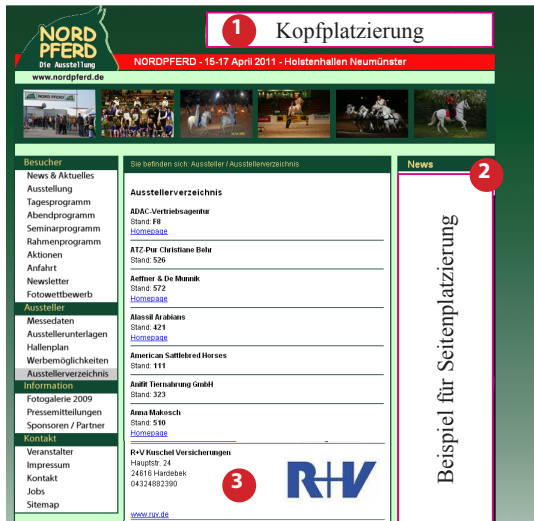 NORD
PFERD
Die Ausstellung
www.nordpferd.de
1
Kopfplatzierung
NORDPFERD - 15-17 April 2011 - Holstenhallen Neumünster
Besucher
News & Aktuelles
Ausstellung
Tagesprogramm
Abendprogramm
Seminarprogramm
Rahmenprogramm
Aktionen
Anfahrt
Newsletter
Fotowettbewerb
Aussteller
Messedaten
Ausstellerunterlagen
Hallenplan
Werbemöglichkeiten
Ausstellerverzeichnis
Information
Fotogalerie 2009
Pressemitteilungen
Sponsoren / Partner
Kontakt
Veranstalter
Impressum
Kontakt
Jobs
Sitemap
Sie befinden sich: Aussteller / Ausstellerverzeichnis
Ausstellerverzeichnis
ADAC-Vertriebsagentur
Stand: F8
Homepage
ATZ-Pur Christiane Behr
Stand: 526
Aeffner & De Munnik
Stand: 572
Homepage
Alassil Arabians
Stand: 421
Homepage
American Sattlebred Horses
Stand: 111
Anifit Tiernahrung GmbH
Stand: 323
Anna Makosch
Stand: 510
Homepage
R+V Kuschel Versicherungen
Hauptstr. 24
24616 Hardebek
04324882390
www.ruv.de
3
R+V
News
2
Beispiel für Seitenplatzierung